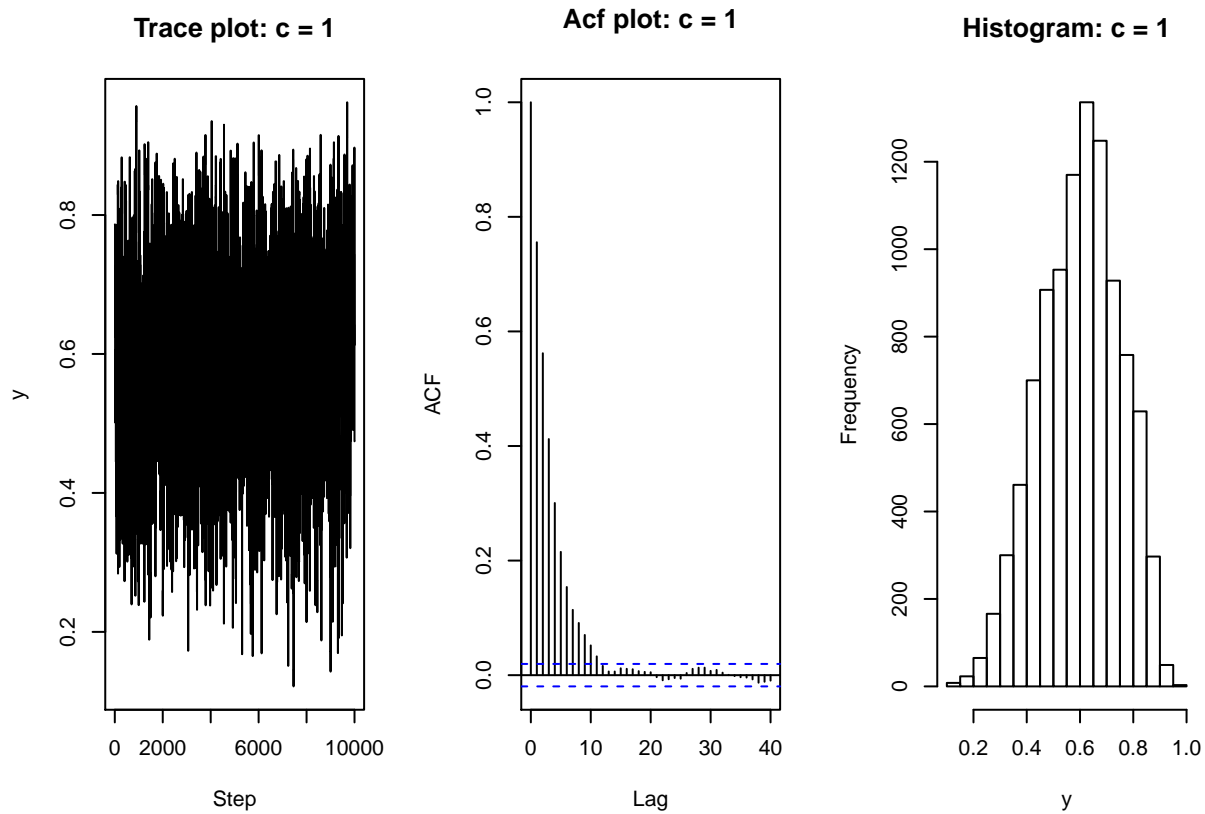 Trace plot: c = 1
y
0.2 0.4 0.6 0.8
0 2000 6000 10000
Step
Acf plot: c = 1
ACF
0.0 0.2 0.4 0.6 0.8 1.0
0 10 20 30 40
Lag
Histogram: c = 1
Frequency
0 200 400 600 800 1000 1200
0.2 0.4 0.6 0.8 1.0
y